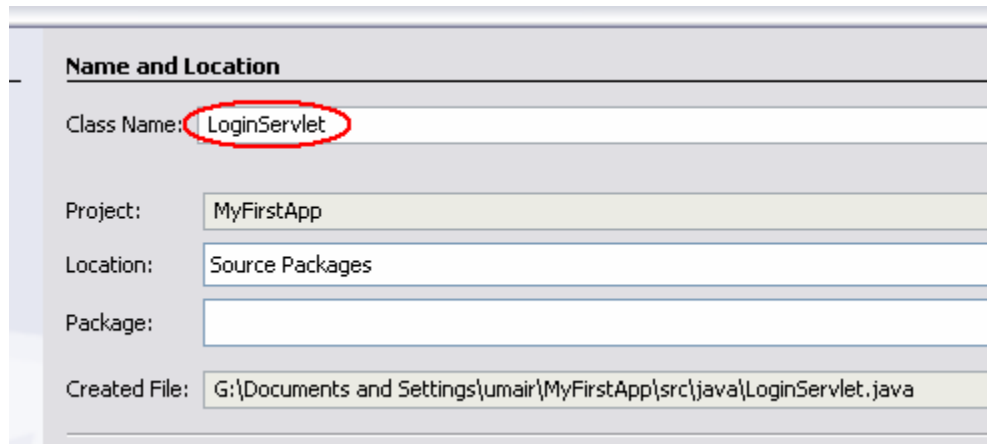 Name and Location
Class Name: LoginServlet
Project: MyFirstApp
Location: Source Packages
Package:
Created File: G:\Documents and Settings\umair\MyFirstApp\src\java\LoginServlet.java